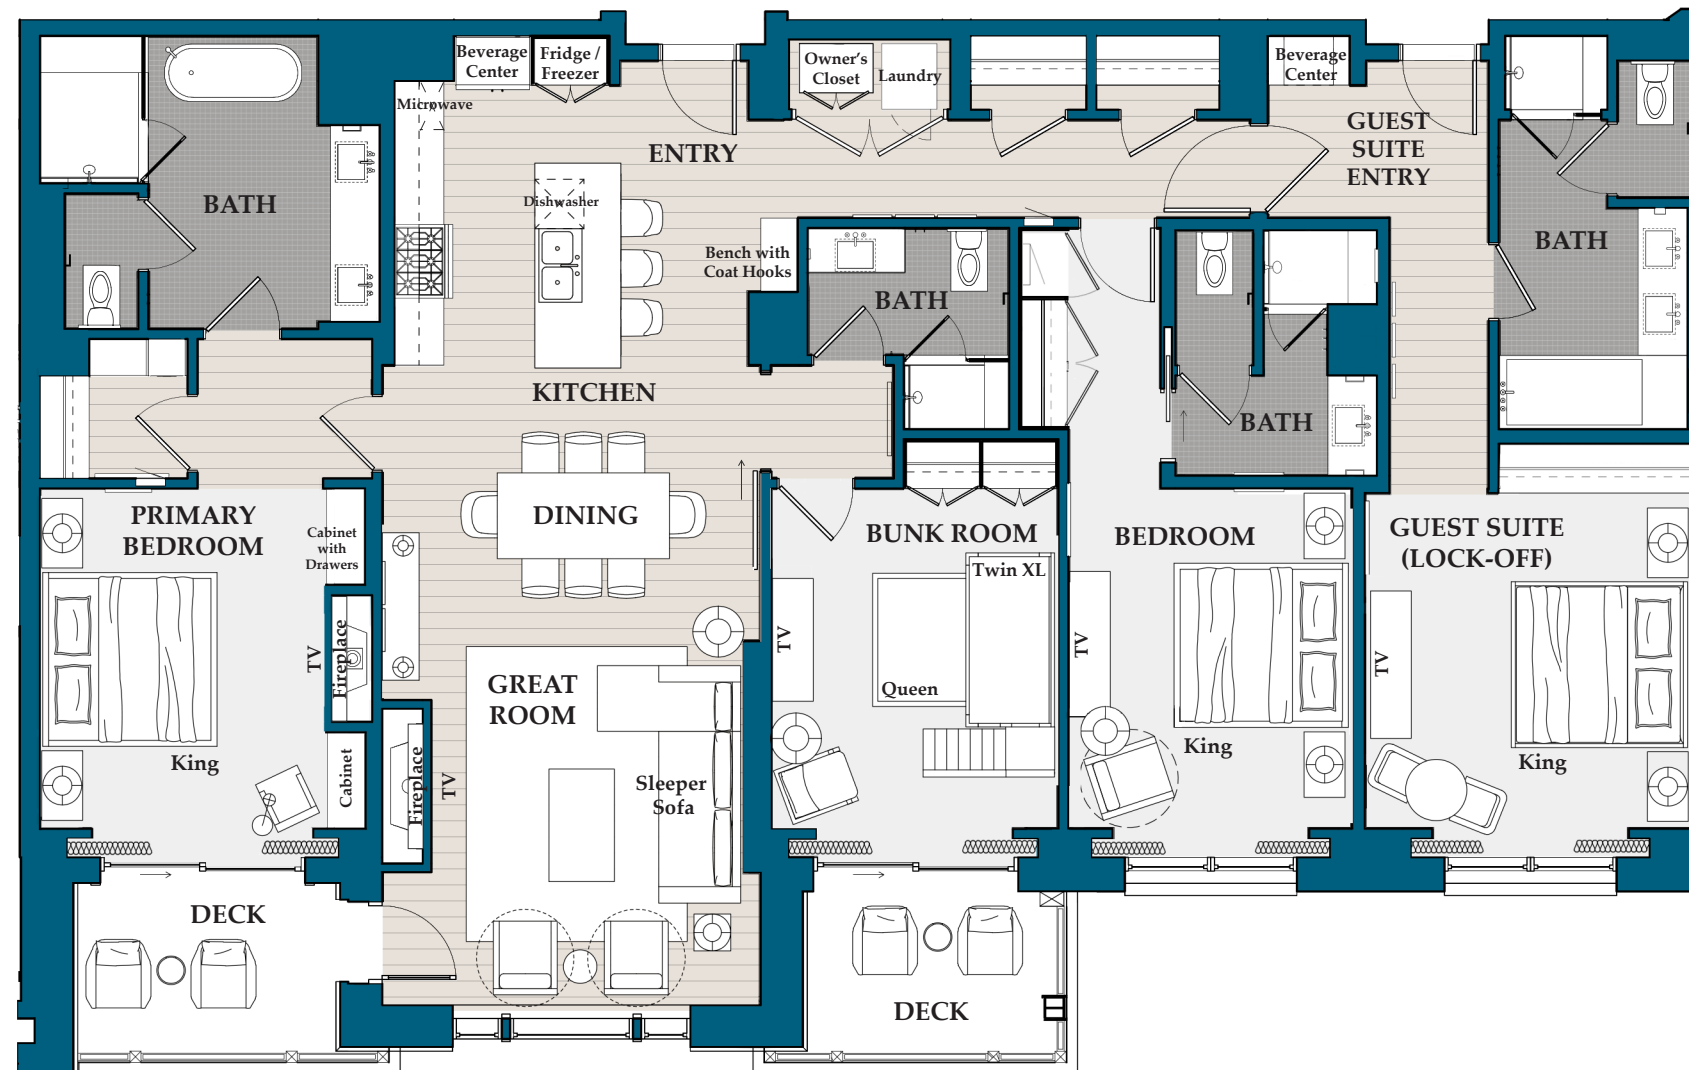 Beverage
Center
Fridge /
Freezer
Owner's
Closet
Laundry
Beverage
Center
Microwave
ENTRY
GUEST
SUITE
ENTRY
BATH
Dishwasher
Bench with
Coat Hooks
BATH
BATH
BATH
KITCHEN
PRIMARY
BEDROOM
Cabinet
with
Drawers
DINING
BUNK ROOM
BEDROOM
GUEST SUITE
(LOCK-OFF)
Twin XL
TV
Fireplace
TV
TV
TV
GREAT
ROOM
Queen
King
Cabinet
Fireplace
TV
Sleeper
Sofa
King
King
DECK
DECK